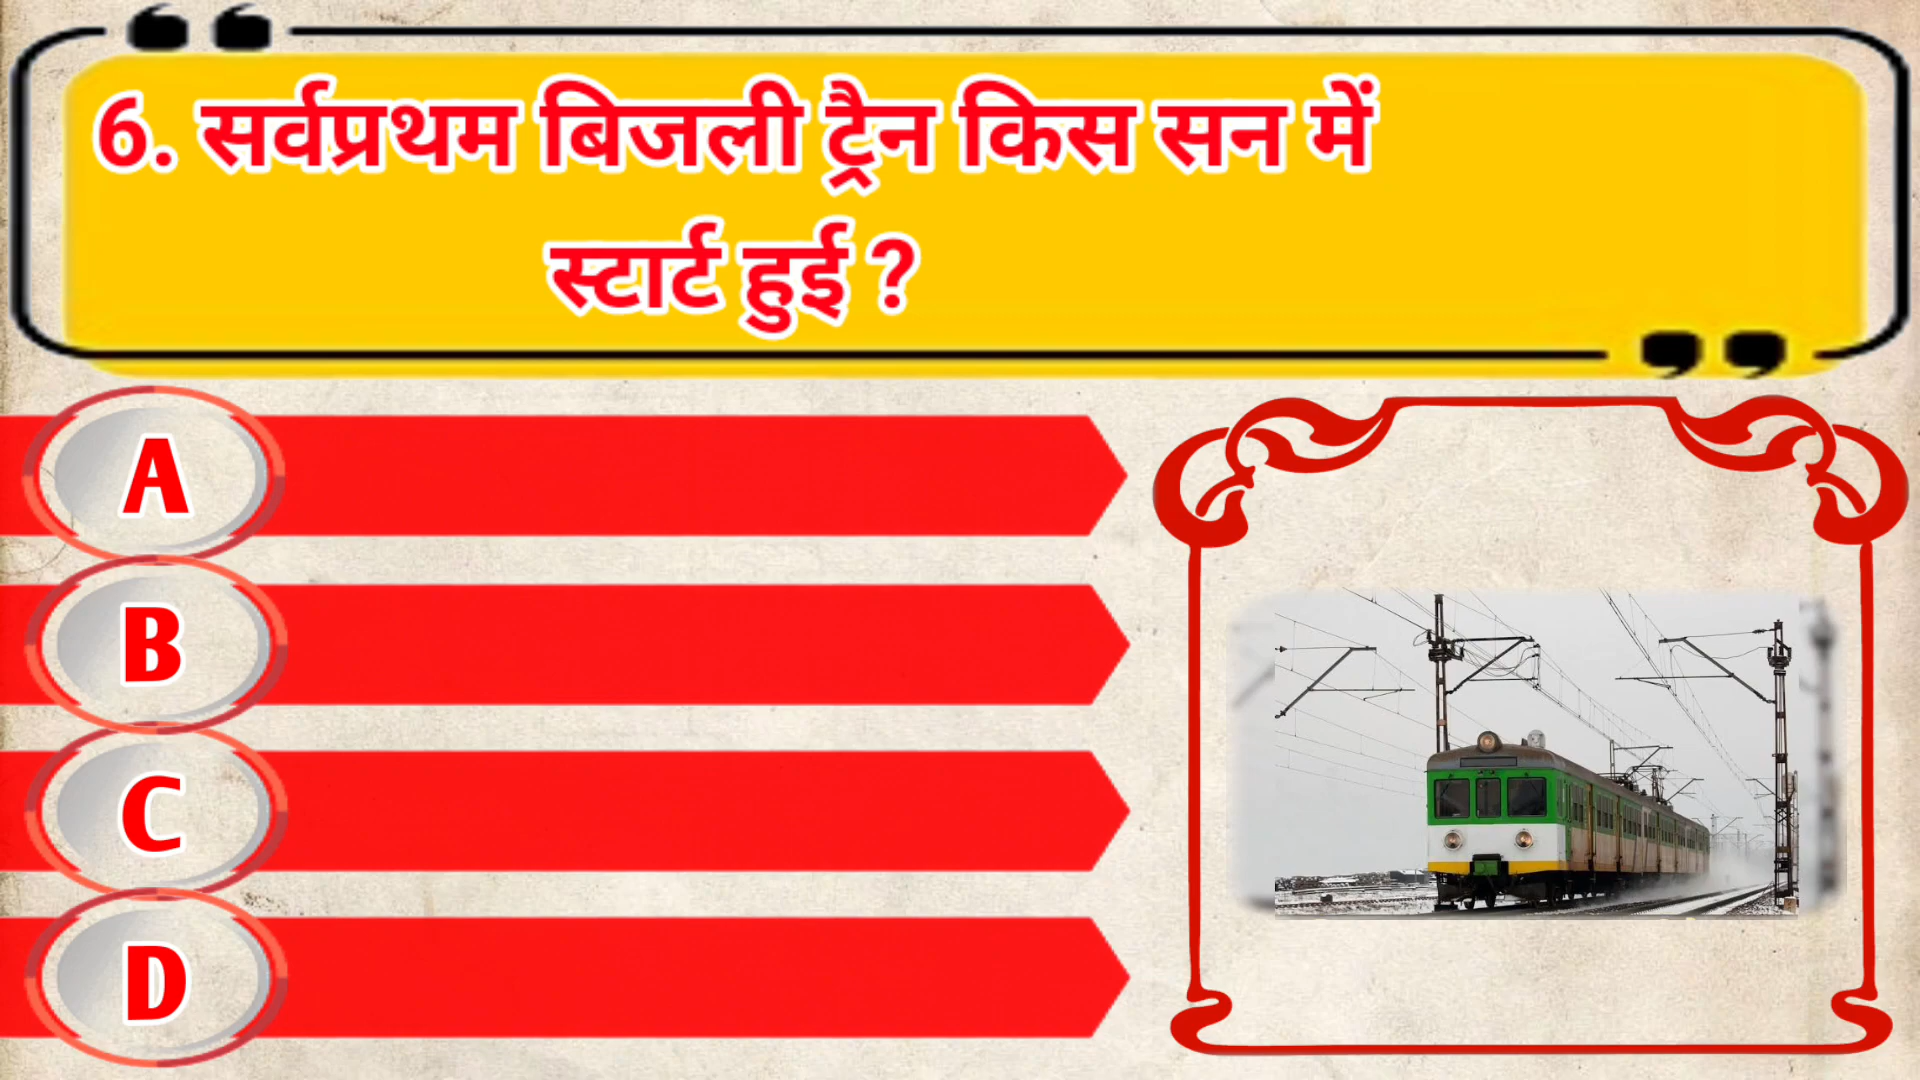 6. सर्वप्रथम बिजली ट्रैन किस सन में
स्टार्ट हुई ?
A
B
C
D